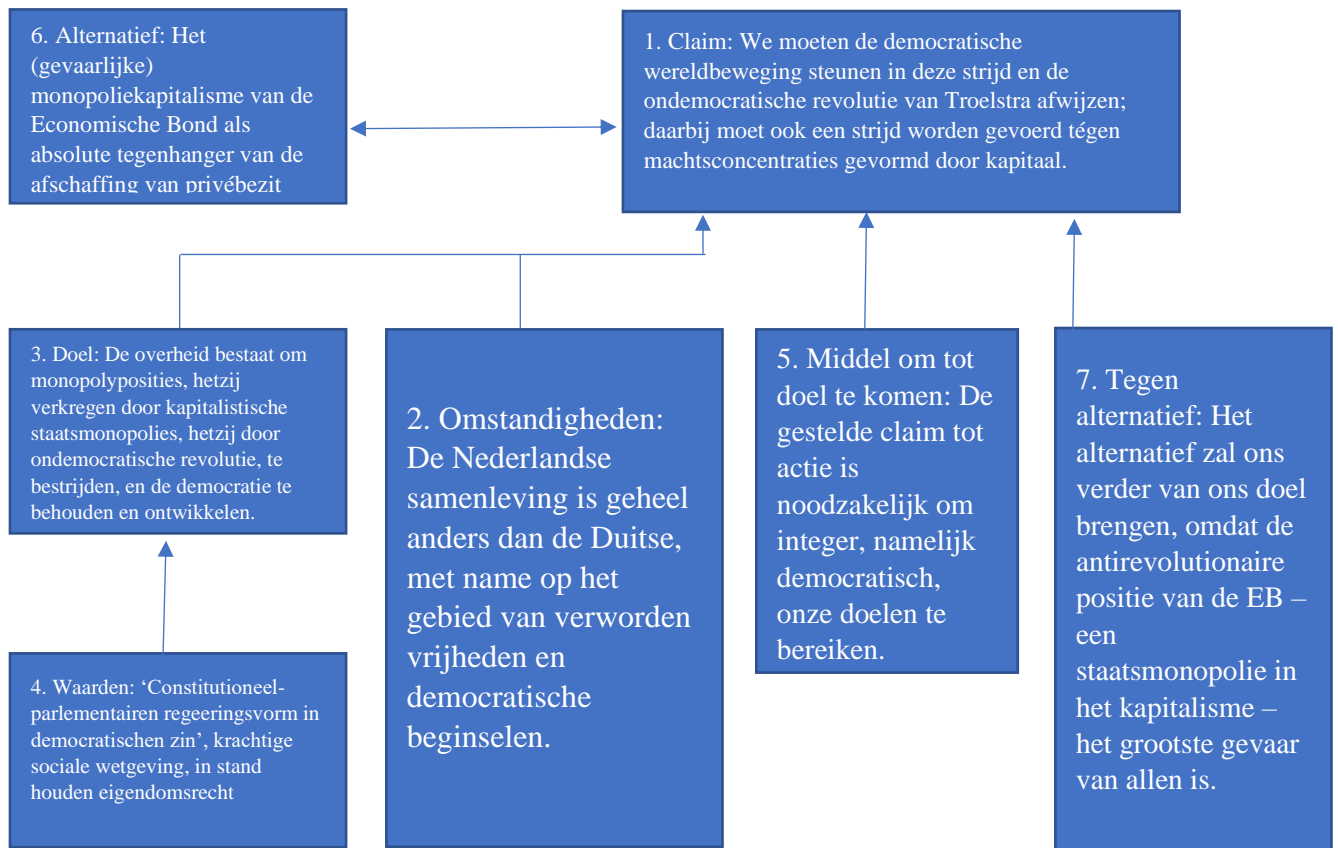 6. Alternatief: Het
(gevaarlijke)
monopoliekapitalisme van de
Economische Bond als
absolute tegenhanger van de
afschaffing van privébezit
1. Claim: We moeten de democratische
wereldbeweging steunen in deze strijd en de
ondemocratische revolutie van Troelstra afwijzen;
daarbij moet ook een strijd worden gevoerd tégen
machtsconcentraties gevormd door kapitaal.
3. Doel: De overheid bestaat om
monopolyposities, hetzij
verkregen door kapitalistische
staatsmonopolies, hetzij door
ondemocratische revolutie, te
bestrijden, en de democratie te
behouden en ontwikkelen.
2. Omstandigheden:
De Nederlandse
samenleving is geheel
anders dan de Duitse,
met name op het
gebied van verworden
vrijheden en
democratische
beginselen.
5. Middel om tot
doel te komen: De
gestelde claim tot
actie is
noodzakelijk om
integer, namelijk
democratisch,
onze doelen te
bereiken.
7. Tegen
alternatief: Het
alternatief zal ons
verder van ons doel
brengen, omdat de
antirevolutionaire
positie van de EB –
een
staatsmonopolie in
het kapitalisme –
het grootste gevaar
van allen is.
4. Waarden: ‘Constitutioneel-
parlementairen regeeringsvorm in
democratischen zin’, krachtige
sociale wetgeving, in stand
houden eigendomsrecht